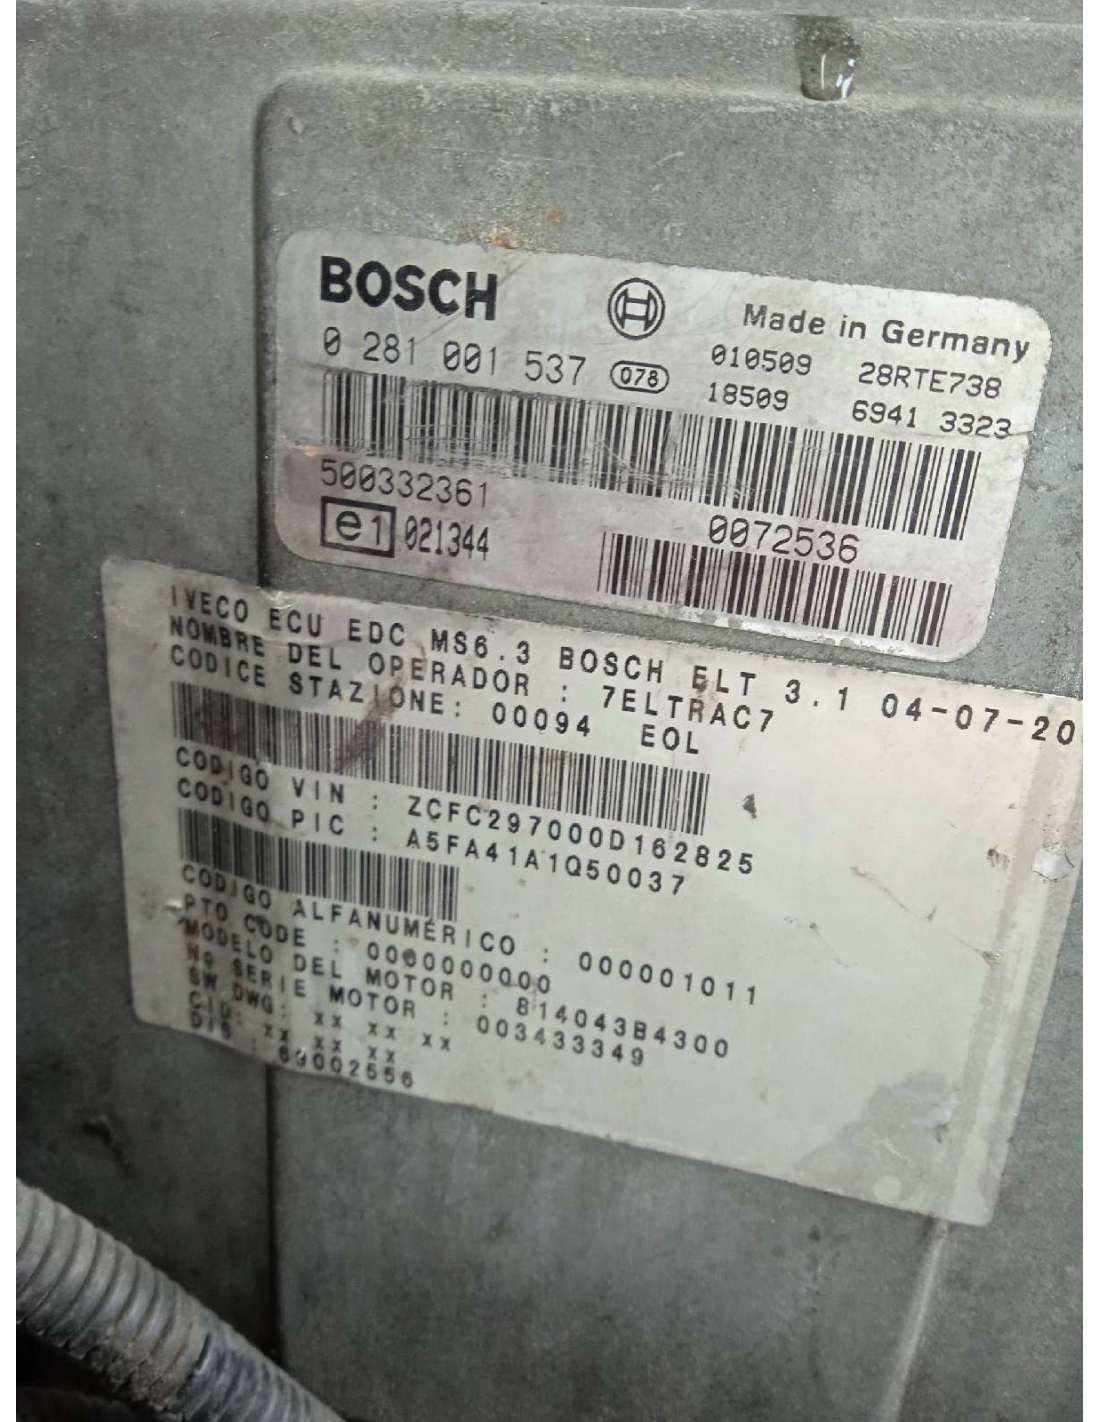 BOSCH
Made in Germany
0 281 001 537 078
010509 28RTE738
18509 6941 3323
500332361
0072536
e1 021344
IVECO ECU EDC MS6.3 BOSCH ELT 3.1 04-07-20
NOMBRE DEL OPERADOR : 7ELTRAC7
CODICE STAZIONE: 00094 EOL
CODIGO VIN : ZCFC297000D162825
CODIGO PIC : A5FA41A1Q50037
CODIGO ALFANUMÉRICO : 000001011
PTO CODE : 0000000000
MODELO DEL MOTOR : 814043B4300
Nº SERIE MOTOR : 003433349
SW DWG: XX XX XX
CID: XX XX XX
DIS : 69002556